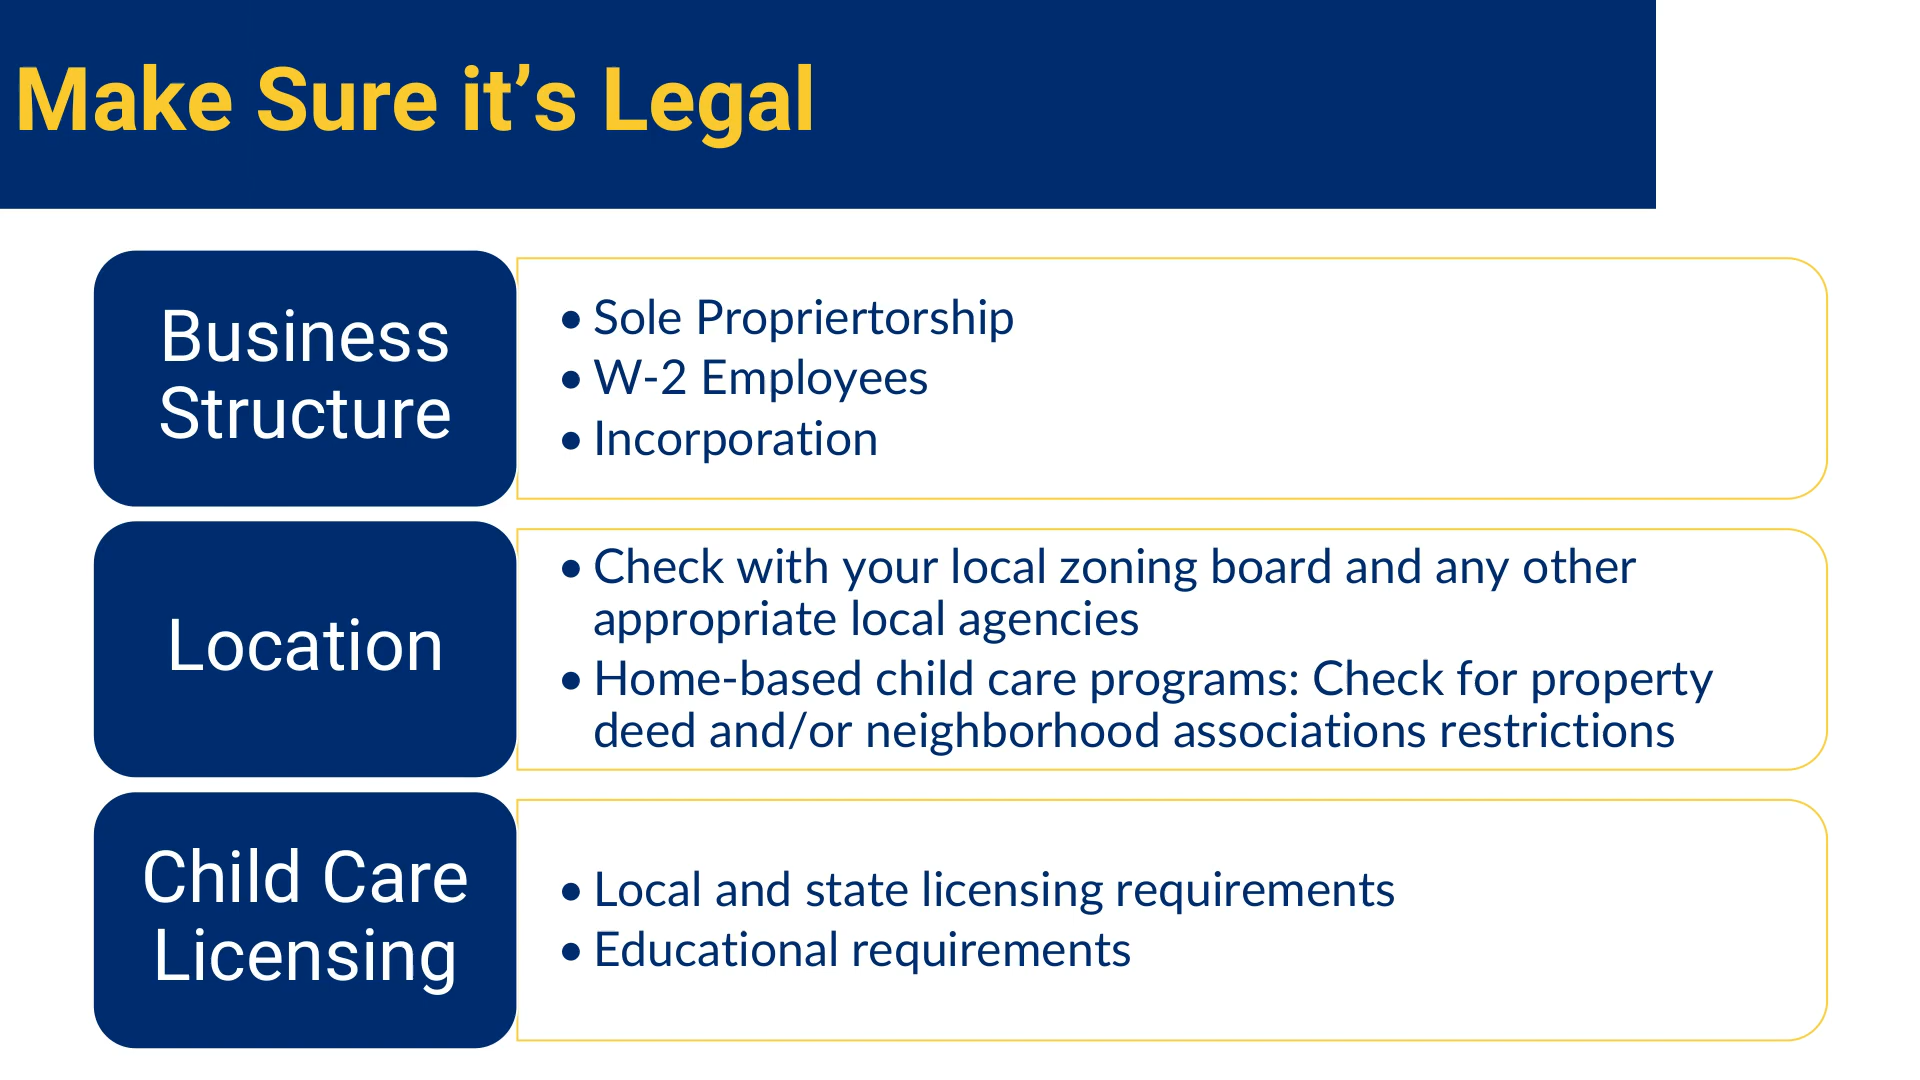 Make Sure it’s Legal
Business
Structure
• Sole Propriertorship
• W-2 Employees
• Incorporation
Location
• Check with your local zoning board and any other
appropriate local agencies
• Home-based child care programs: Check for property
deed and/or neighborhood associations restrictions
Child Care
Licensing
• Local and state licensing requirements
• Educational requirements